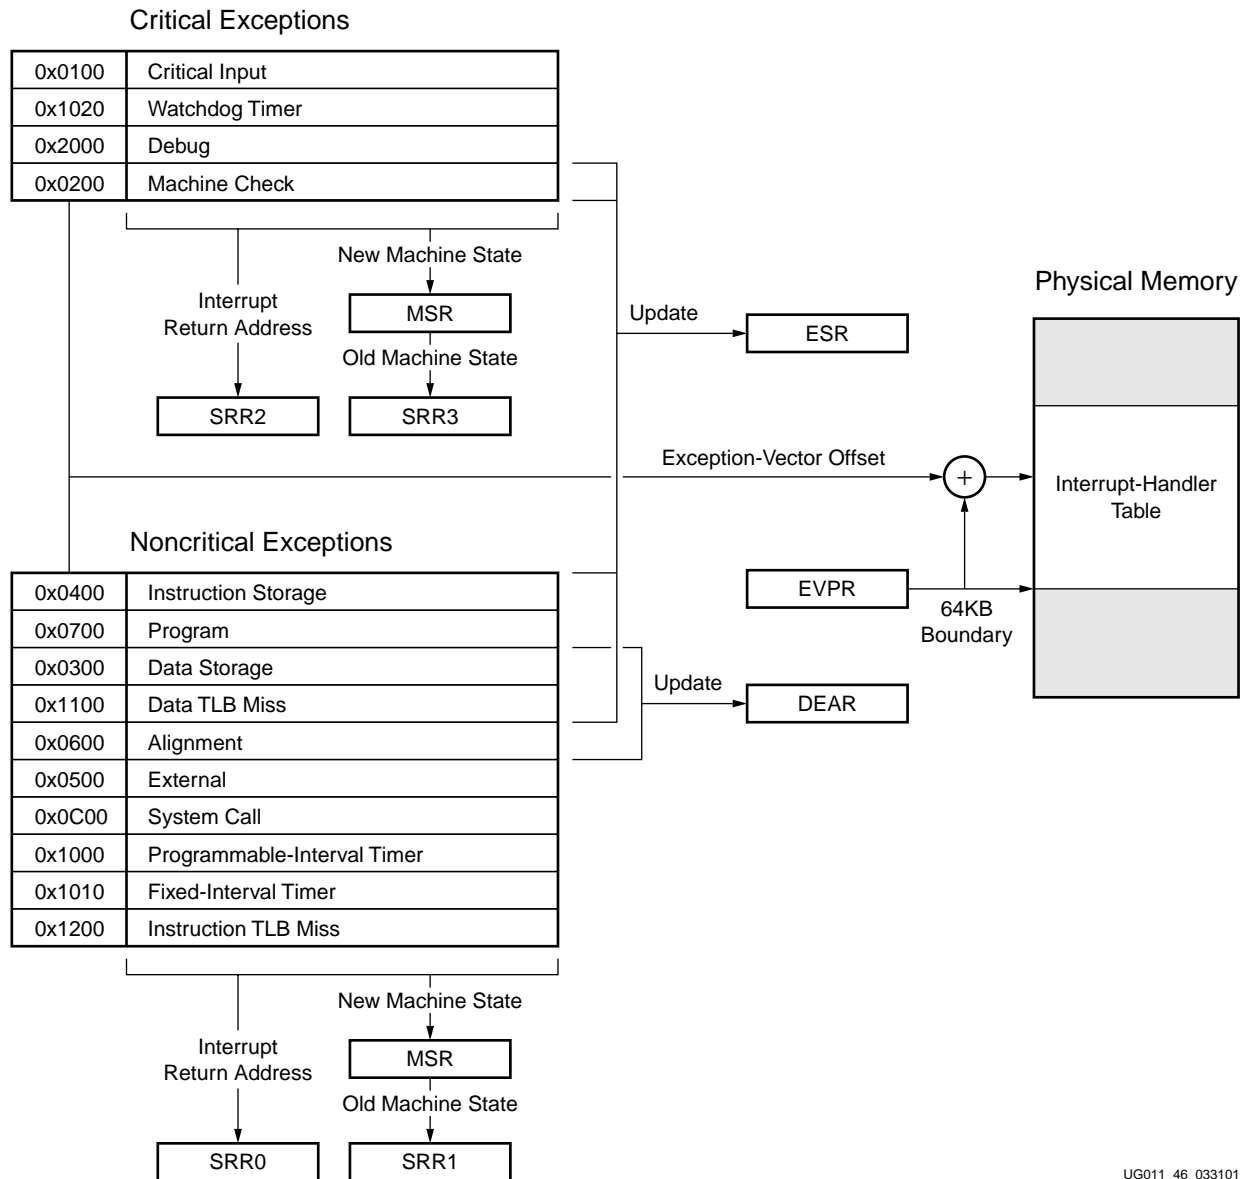 Critical Exceptions
0x0100 Critical Input
0x1020 Watchdog Timer
0x2000 Debug
0x0200 Machine Check
New Machine State
Interrupt
Return Address
MSR
Old Machine State
SRR2
SRR3
Update
ESR
Physical Memory
Exception-Vector Offset
+
Interrupt-Handler
Table
EVPR
64KB
Boundary
Update
DEAR
Noncritical Exceptions
0x0400 Instruction Storage
0x0700 Program
0x0300 Data Storage
0x1100 Data TLB Miss
0x0600 Alignment
0x0500 External
0x0C00 System Call
0x1000 Programmable-Interval Timer
0x1010 Fixed-Interval Timer
0x1200 Instruction TLB Miss
New Machine State
Interrupt
Return Address
MSR
Old Machine State
SRR0
SRR1
UG011_46_033101